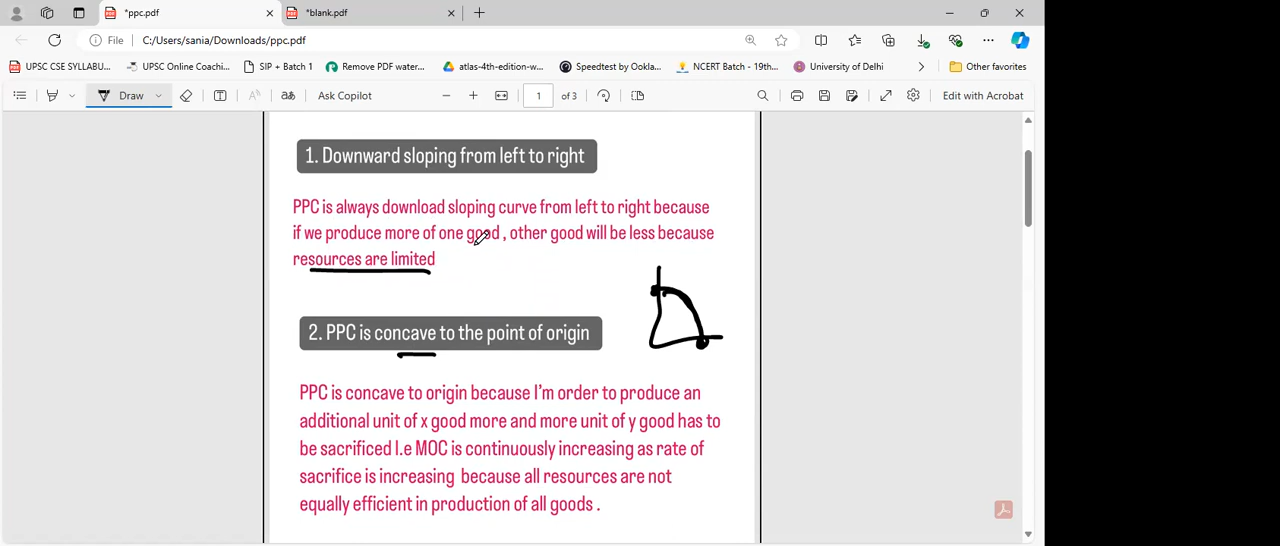 *ppc.pdf
*blank.pdf
File
C:/Users/sania/Downloads/ppc.pdf
UPSC CSE SYLLABU...
UPSC Online Coachi...
SIP + Batch 1
Remove PDF water...
atlas-4th-edition-w...
Speedtest by Ookla...
NCERT Batch - 19th...
University of Delhi
Other favorites
Draw
aあ
Ask Copilot
1
of 3
Edit with Acrobat
1. Downward sloping from left to right
PPC is always download sloping curve from left to right because
if we produce more of one good , other good will be less because
resources are limited
2. PPC is concave to the point of origin
PPC is concave to origin because I'm order to produce an
additional unit of x good more and more unit of y good has to
be sacrificed I.e MOC is continuously increasing as rate of
sacrifice is increasing because all resources are not
equally efficient in production of all goods .